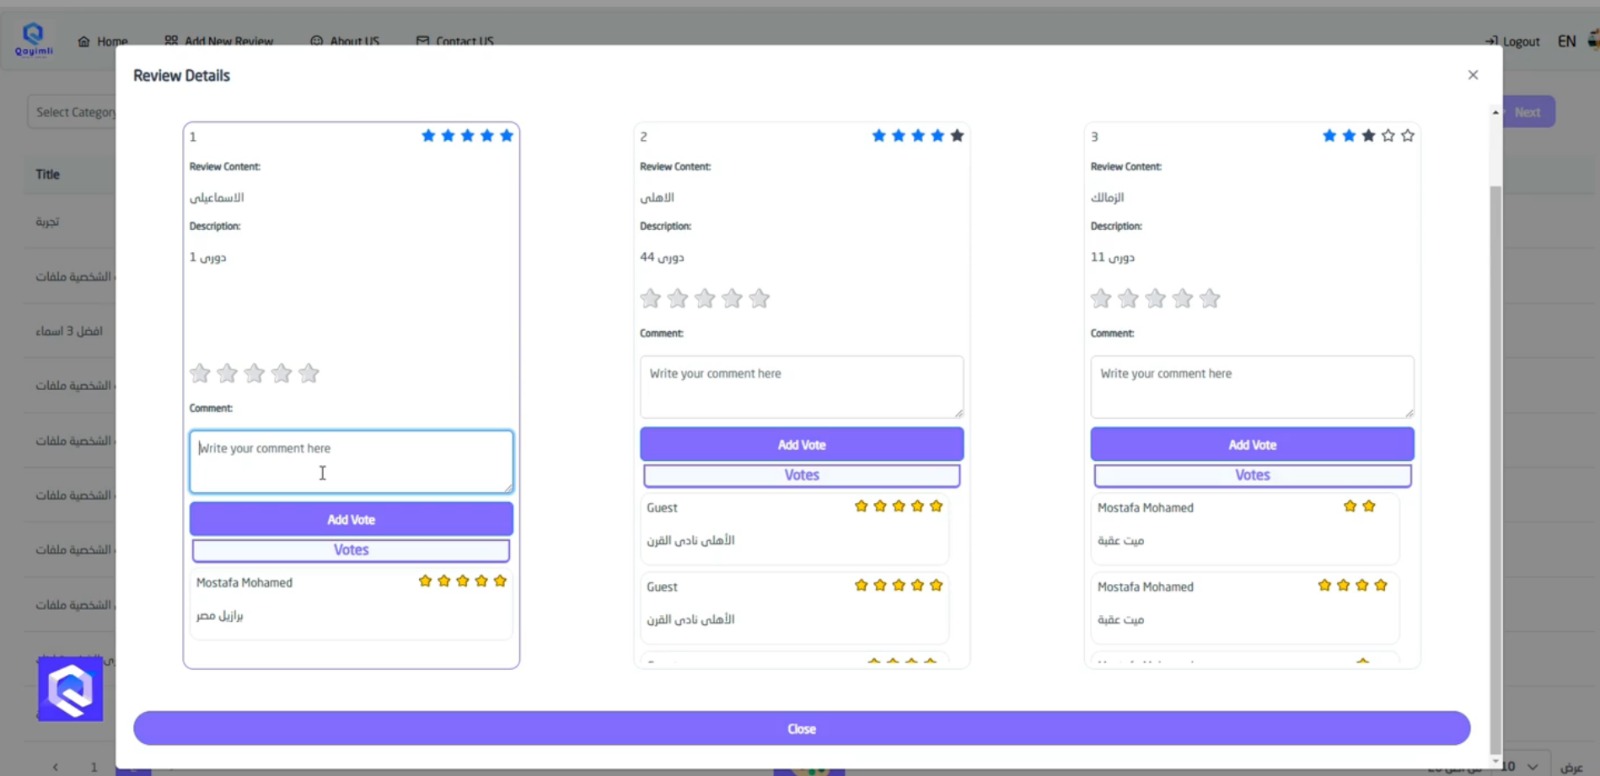 Qayimli
Home
Add New Review
About US
Contact US
Logout
EN
Review Details
Select Category
Next
Title
تجربة
الشخصية ملفات
افضل 3 اسماء
الشخصية ملفات
الشخصية ملفات
الشخصية ملفات
الشخصية ملفات
الشخصية ملفات
1
Review Content:
الاسماعيلى
Description:
دورى 1
Comment:
Write your comment here
Add Vote
Votes
Mostafa Mohamed
برازيل مصر
2
Review Content:
الاهلى
Description:
دورى 44
Comment:
Write your comment here
Add Vote
Votes
Guest
الأهلى نادى القرن
Guest
الأهلى نادى القرن
3
Review Content:
الزمالك
Description:
دورى 11
Comment:
Write your comment here
Add Vote
Votes
Mostafa Mohamed
ميت عقبة
Mostafa Mohamed
ميت عقبة
Close
1
10
عرض